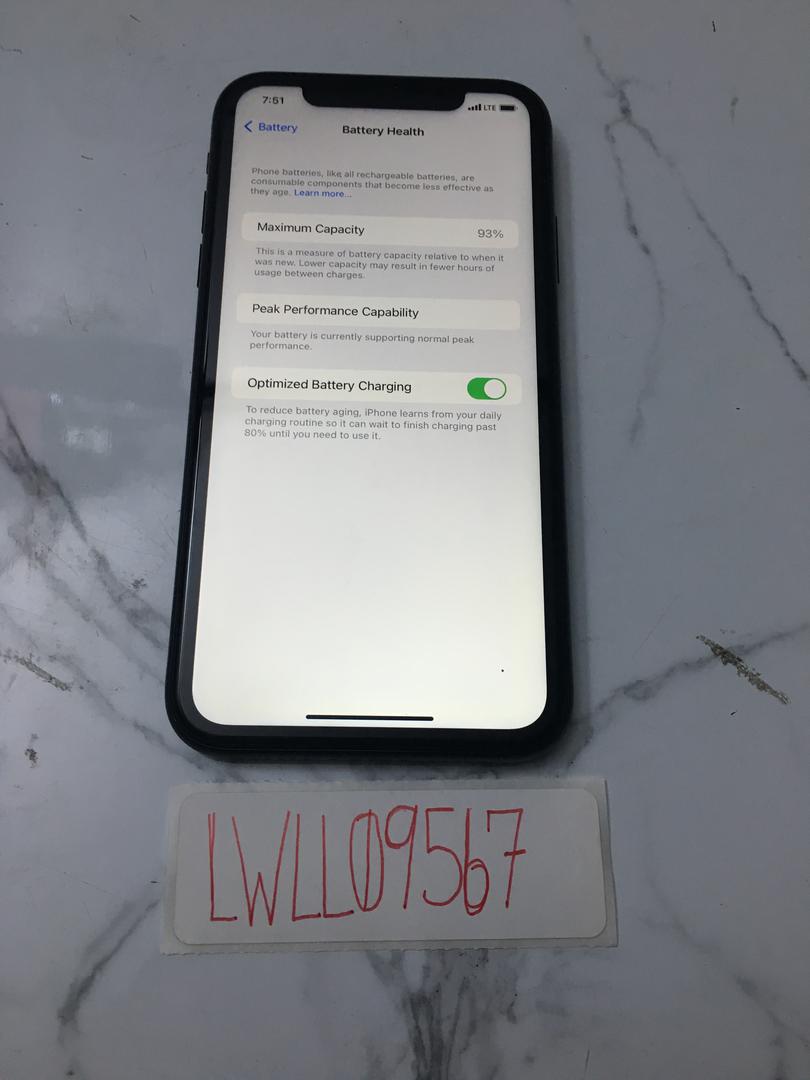 7:51
LTE
Battery
Battery Health
Phone batteries, like all rechargeable batteries, are
consumable components that become less effective as
they age. Learn more...
Maximum Capacity 93%
This is a measure of battery capacity relative to when it
was new. Lower capacity may result in fewer hours of
usage between charges.
Peak Performance Capability
Your battery is currently supporting normal peak
performance.
Optimized Battery Charging
To reduce battery aging, iPhone learns from your daily
charging routine so it can wait to finish charging past
80% until you need to use it.
LWLL09567